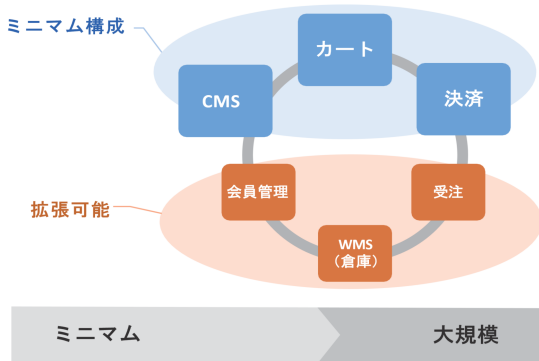 ミニマム構成
カート
CMS
決済
会員管理
受注
拡張可能
WMS
（倉庫）
ミニマム
大規模